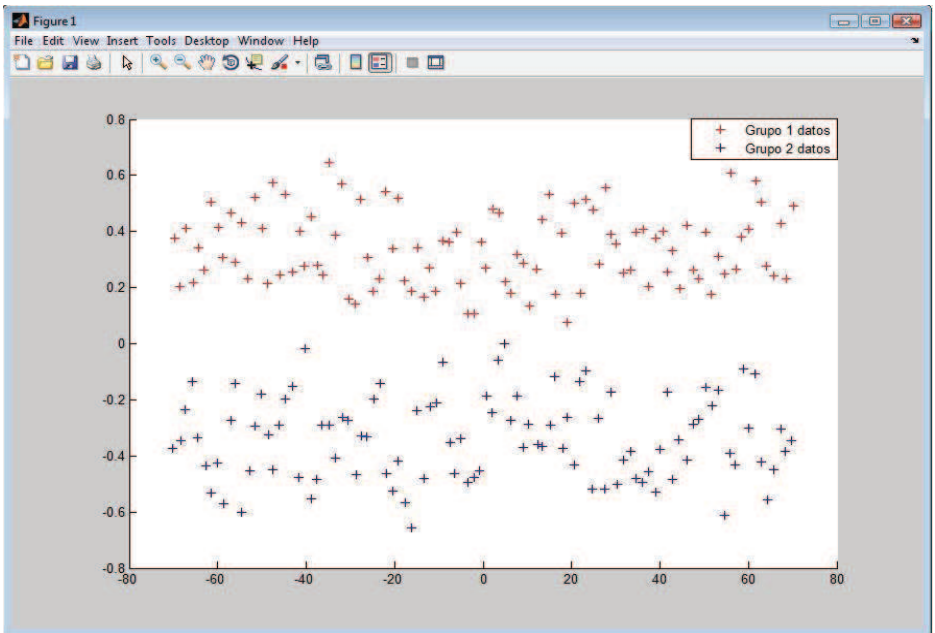 Figure 1
File Edit View Insert Tools Desktop Window Help
Grupo 1 datos
Grupo 2 datos
0.8
0.6
0.4
0.2
0
-0.2
-0.4
-0.6
-0.8
-80 -60 -40 -20 0 20 40 60 80